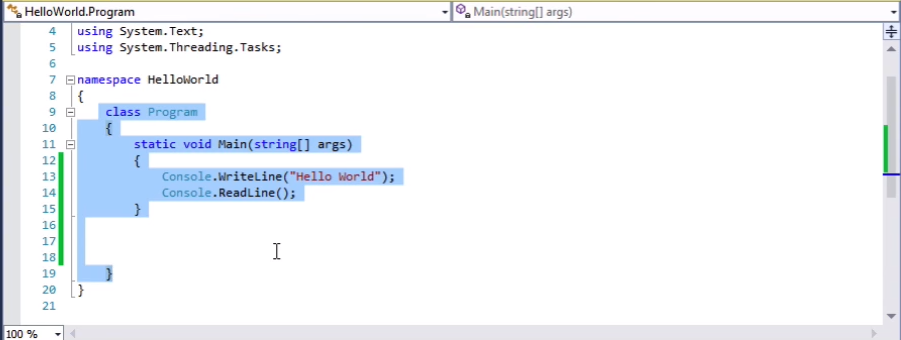 HelloWorld.Program Main(string[] args)
4 using System.Text;
5 using System.Threading.Tasks;
6
7 namespace HelloWorld
8 {
9 class Program
10 {
11 static void Main(string[] args)
12 {
13 Console.WriteLine("Hello World");
14 Console.ReadLine();
15 }
16
17
18
19 }
20 }
21
100 %